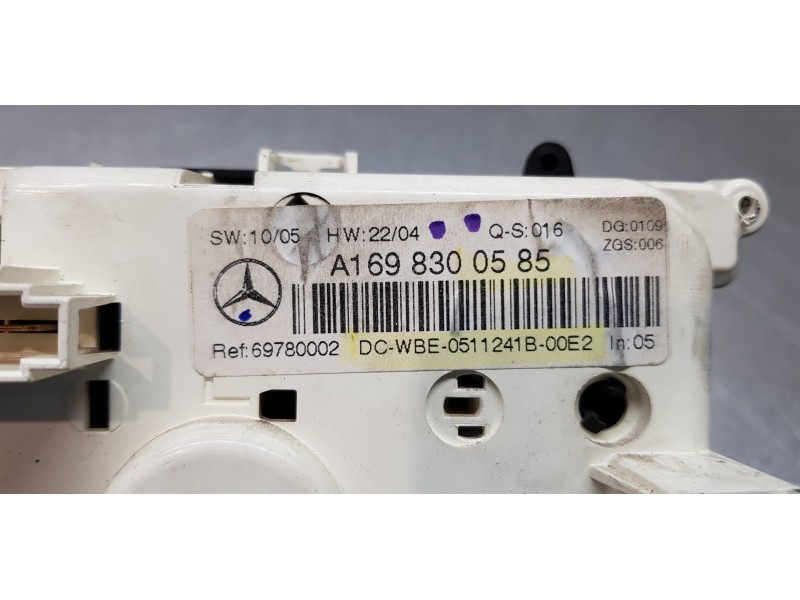 SW:10/05 HW:22/04 Q-S:016 DG:0109
ZGS:006
A169 830 05 85
Ref:69780002 DC-WBE-0511241B-00E2 In:05